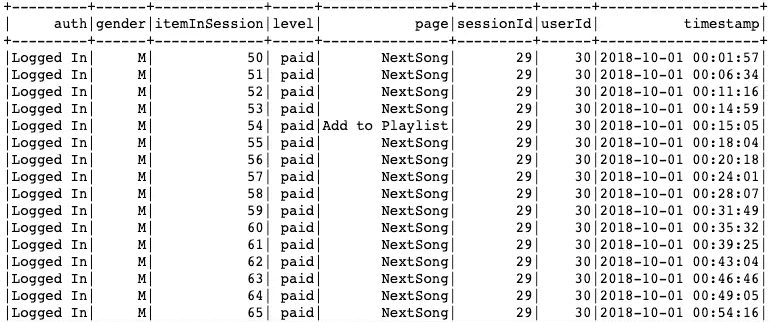 +---------+------+-------------+-----+---------------+---------+------+-------------------+
|     auth|gender|itemInSession|level|           page|sessionId|userId|          timestamp|
+---------+------+-------------+-----+---------------+---------+------+-------------------+
|Logged In|     M|           50| paid|       NextSong|       29|    30|2018-10-01 00:01:57|
|Logged In|     M|           51| paid|       NextSong|       29|    30|2018-10-01 00:06:34|
|Logged In|     M|           52| paid|       NextSong|       29|    30|2018-10-01 00:11:16|
|Logged In|     M|           53| paid|       NextSong|       29|    30|2018-10-01 00:14:59|
|Logged In|     M|           54| paid|Add to Playlist|       29|    30|2018-10-01 00:15:05|
|Logged In|     M|           55| paid|       NextSong|       29|    30|2018-10-01 00:18:04|
|Logged In|     M|           56| paid|       NextSong|       29|    30|2018-10-01 00:20:18|
|Logged In|     M|           57| paid|       NextSong|       29|    30|2018-10-01 00:24:01|
|Logged In|     M|           58| paid|       NextSong|       29|    30|2018-10-01 00:28:07|
|Logged In|     M|           59| paid|       NextSong|       29|    30|2018-10-01 00:31:49|
|Logged In|     M|           60| paid|       NextSong|       29|    30|2018-10-01 00:35:32|
|Logged In|     M|           61| paid|       NextSong|       29|    30|2018-10-01 00:39:25|
|Logged In|     M|           62| paid|       NextSong|       29|    30|2018-10-01 00:43:04|
|Logged In|     M|           63| paid|       NextSong|       29|    30|2018-10-01 00:46:46|
|Logged In|     M|           64| paid|       NextSong|       29|    30|2018-10-01 00:49:05|
|Logged In|     M|           65| paid|       NextSong|       29|    30|2018-10-01 00:54:16|